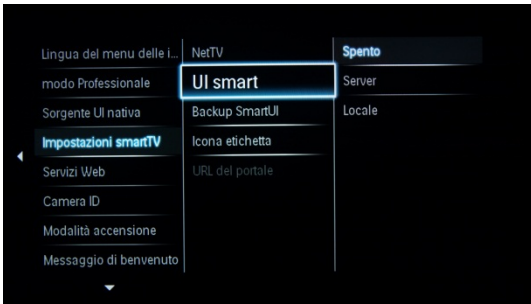 Lingua del menu delle i...
modo Professionale
Sorgente UI nativa
Impostazioni smartTV
Servizi Web
Camera ID
Modalità accensione
Messaggio di benvenuto
NetTV
UI smart
Backup SmartUI
Icona etichetta
URL del portale
Spento
Server
Locale